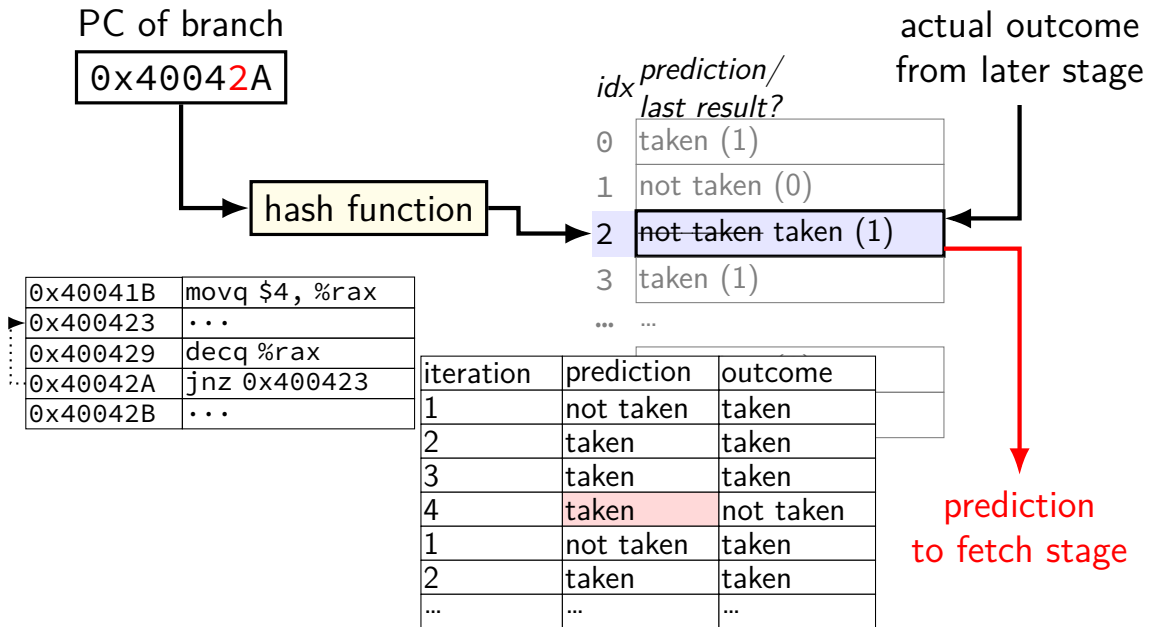 PC of branch
0x40042A
hash function
idx prediction/
last result?
0 taken (1)
1 not taken (0)
2 not taken taken (1)
3 taken (1)
… …
actual outcome
from later stage
prediction
to fetch stage
0x40041B movq $4, %rax
0x400423 ...
0x400429 decq %rax
0x40042A jnz 0x400423
0x40042B ...
iteration prediction outcome
1 not taken taken
2 taken taken
3 taken taken
4 taken not taken
1 not taken taken
2 taken taken
… … …